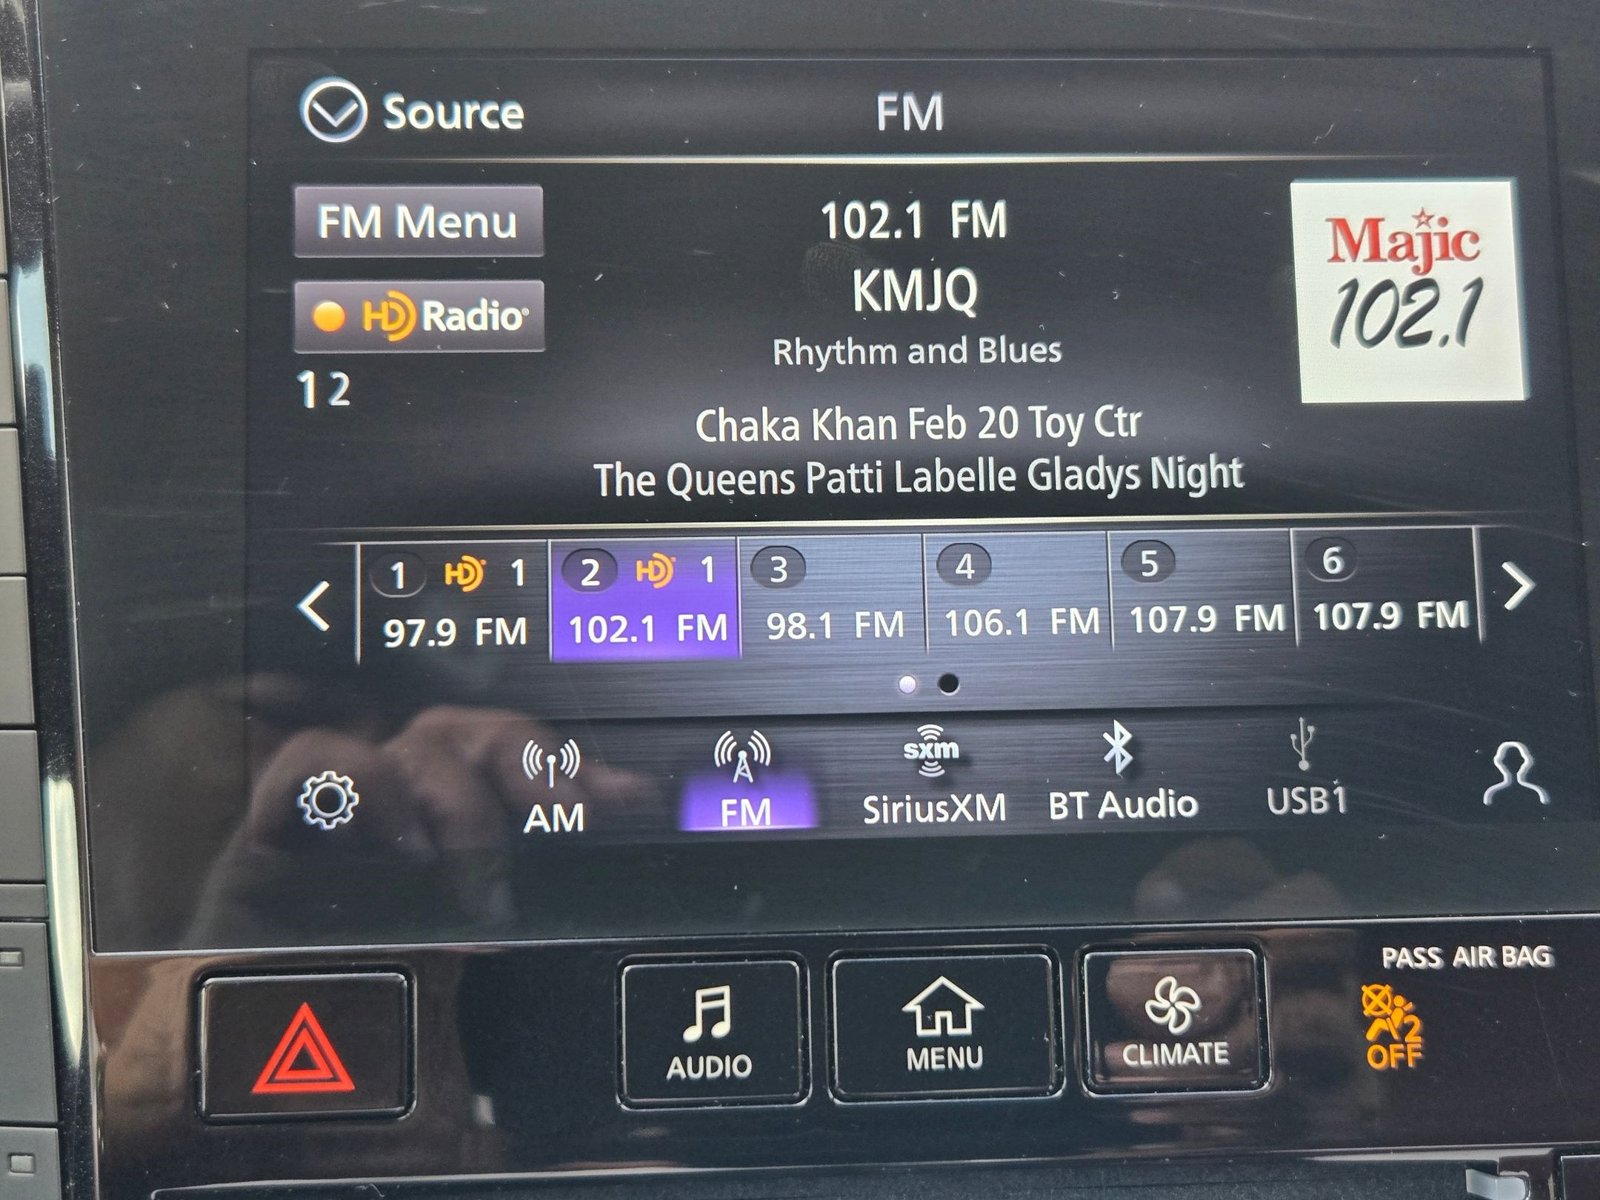 Source
FM
FM Menu
HD Radio®
1 2
102.1 FM
KMJQ
Rhythm and Blues
Chaka Khan Feb 20 Toy Ctr
The Queens Patti Labelle Gladys Night
Majic
102.1
1 HD 1
97.9 FM
2 HD 1
102.1 FM
3
98.1 FM
4
106.1 FM
5
107.9 FM
6
107.9 FM
AM
FM
sxm
SiriusXM
BT Audio
USB1
AUDIO
MENU
CLIMATE
PASS AIR BAG
2
OFF